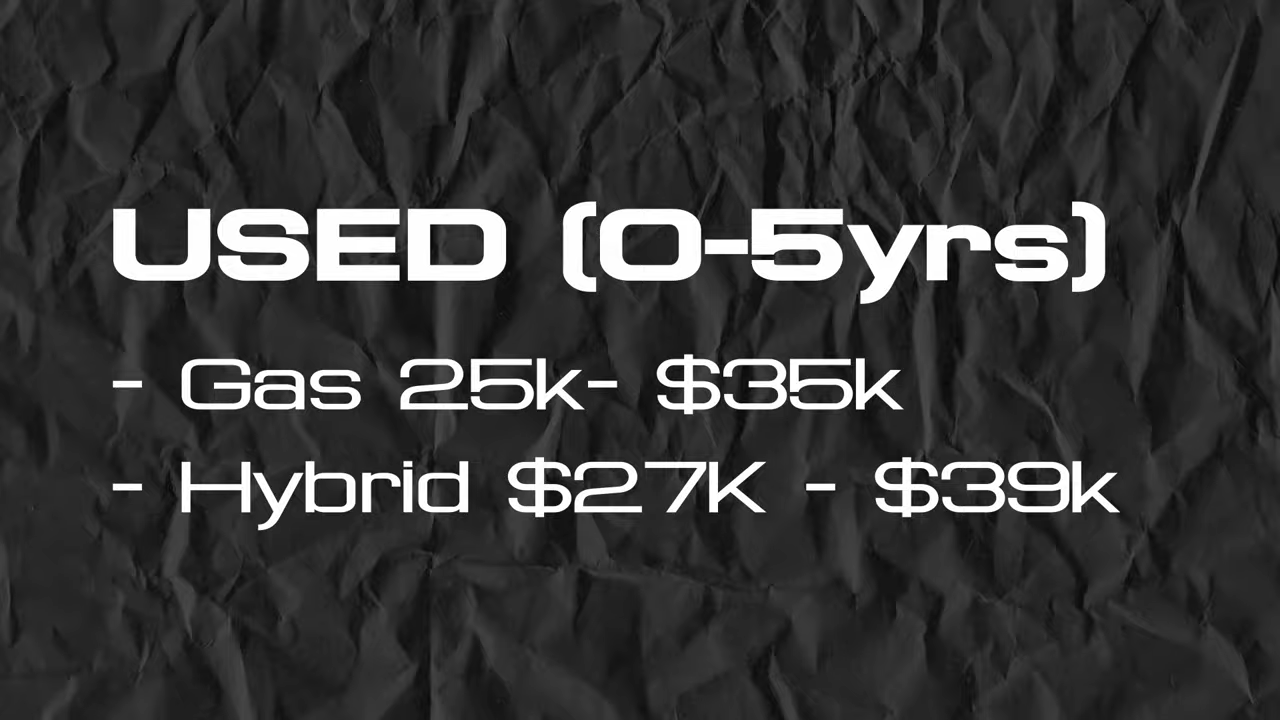 USED (0-5yrs)
- Gas 25k- $35k
- Hybrid $27K - $39k